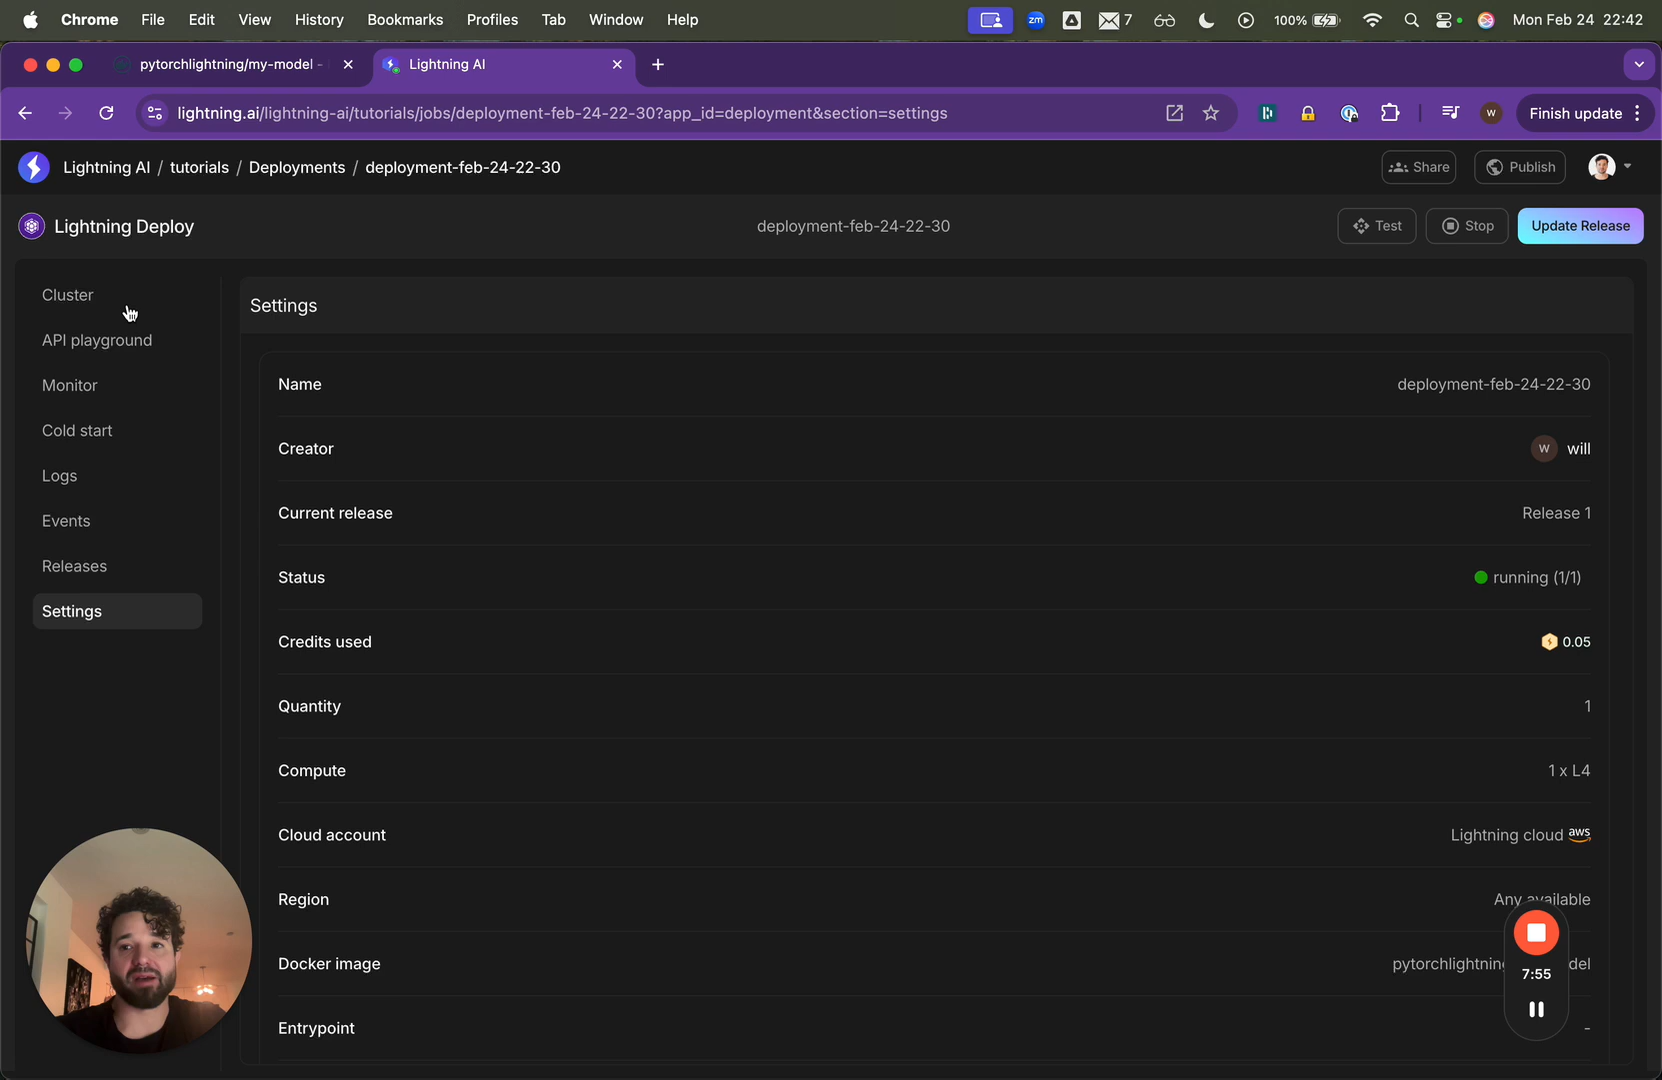 Chrome File Edit View History Bookmarks Profiles Tab Window Help zm 7 100% Mon Feb 24 22:42
pytorchlightning/my-model - Lightning AI
lightning.ai/lightning-ai/tutorials/jobs/deployment-feb-24-22-30?app_id=deployment&section=settings W Finish update
Lightning AI / tutorials / Deployments / deployment-feb-24-22-30 Share Publish
Lightning Deploy deployment-feb-24-22-30 Test Stop Update Release
Cluster
API playground
Monitor
Cold start
Logs
Events
Releases
Settings
Settings
Name deployment-feb-24-22-30
Creator W will
Current release Release 1
Status running (1/1)
Credits used 0.05
Quantity 1
Compute 1 x L4
Cloud account Lightning cloud aws
Region Any available
Docker image
Entrypoint -
7:55